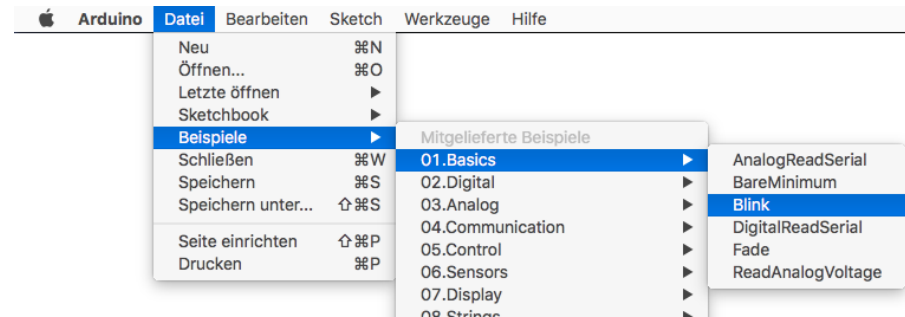 Arduino Datei Bearbeiten Sketch Werkzeuge Hilfe
Neu ⌘N
Öffnen... ⌘O
Letzte öffnen ▶
Sketchbook ▶
Beispiele ▶
Schließen ⌘W
Speichern ⌘S
Speichern unter... ⇧⌘S
Seite einrichten ⇧⌘P
Drucken ⌘P
Mitgelieferte Beispiele
01.Basics ▶
02.Digital ▶
03.Analog ▶
04.Communication ▶
05.Control ▶
06.Sensors ▶
07.Display ▶
08.Strings ▶
AnalogReadSerial
BareMinimum
Blink
DigitalReadSerial
Fade
ReadAnalogVoltage